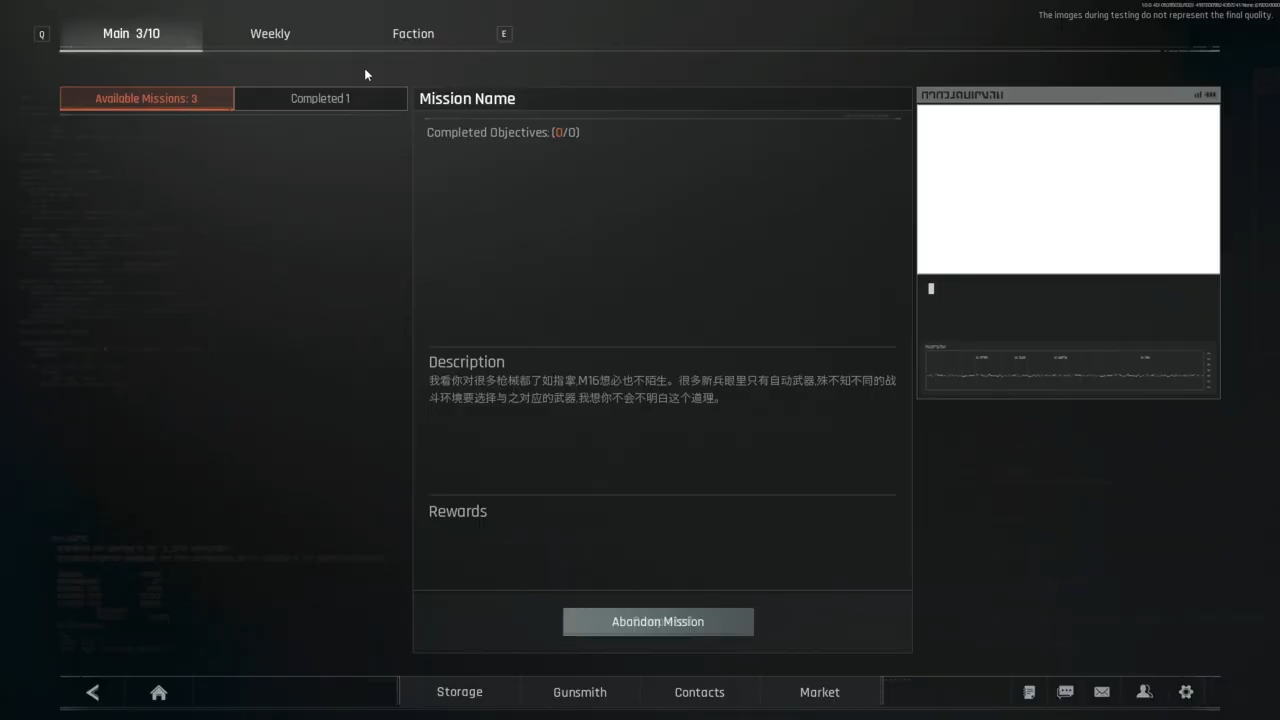 The images during testing do not represent the final quality.
Q
Main 3/10
Weekly
Faction
E
Available Missions: 3
Completed 1
Mission Name
Completed Objectives: (0/0)
Description
我看你对很多枪械都了如指掌,M16想必也不陌生。很多新兵眼里只有自动武器,殊不知不同的战
斗环境要选择与之对应的武器,我想你不会不明白这个道理。
Rewards
Abandon Mission
Storage
Gunsmith
Contacts
Market